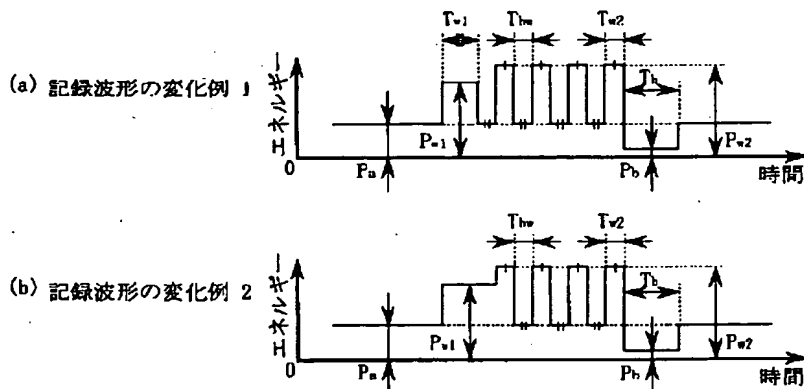 Tw1 Thw Tw2
(a) 記録波形の変化例 1
エネルギー
Th
Pw1 Pw2
0
Pa Pb 時間
Thw Tw2
(b) 記録波形の変化例 2
エネルギー
Th
Pw1 Pw2
0
Pa Pb 時間